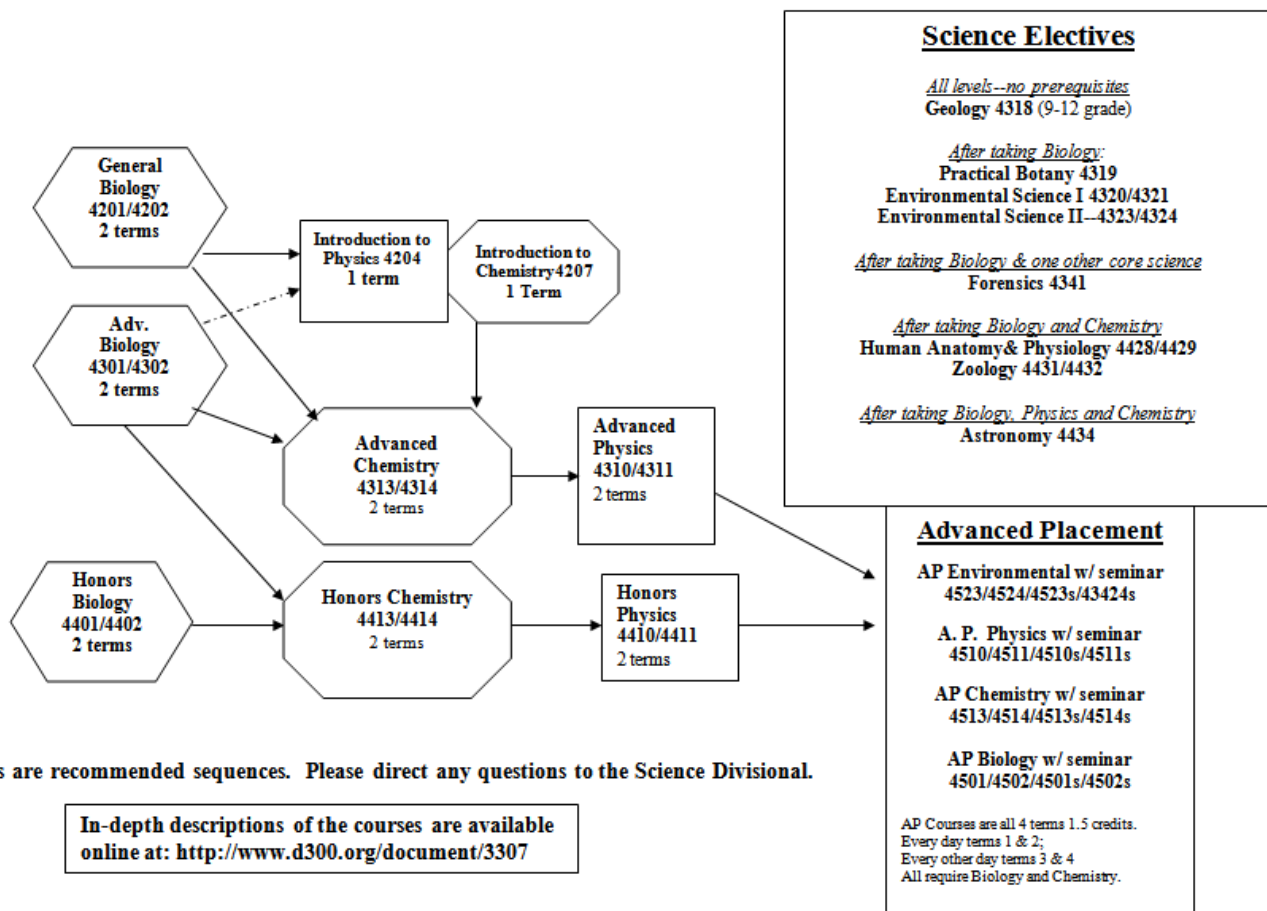 Science Electives
All levels--no prerequisites
Geology 4318 (9-12 grade)
After taking Biology:
Practical Botany 4319
Environmental Science I 4320/4321
Environmental Science II--4323/4324
After taking Biology & one other core science
Forensics 4341
After taking Biology and Chemistry
Human Anatomy& Physiology 4428/4429
Zoology 4431/4432
After taking Biology, Physics and Chemistry
Astronomy 4434
General
Biology
4201/4202
2 terms
Introduction to
Physics 4204
1 term
Introduction to
Chemistry4207
1 Term
Adv.
Biology
4301/4302
2 terms
Advanced
Chemistry
4313/4314
2 terms
Advanced
Physics
4310/4311
2 terms
Honors
Biology
4401/4402
2 terms
Honors Chemistry
4413/4414
2 terms
Honors
Physics
4410/4411
2 terms
Advanced Placement
AP Environmental w/ seminar
4523/4524/4523s/43424s
A. P. Physics w/ seminar
4510/4511/4510s/4511s
AP Chemistry w/ seminar
4513/4514/4513s/4514s
AP Biology w/ seminar
4501/4502/4501s/4502s
AP Courses are all 4 terms 1.5 credits.
Every day terms 1 & 2;
Every other day terms 3 & 4
All require Biology and Chemistry.
s are recommended sequences. Please direct any questions to the Science Divisional.
In-depth descriptions of the courses are available
online at: http://www.d300.org/document/3307